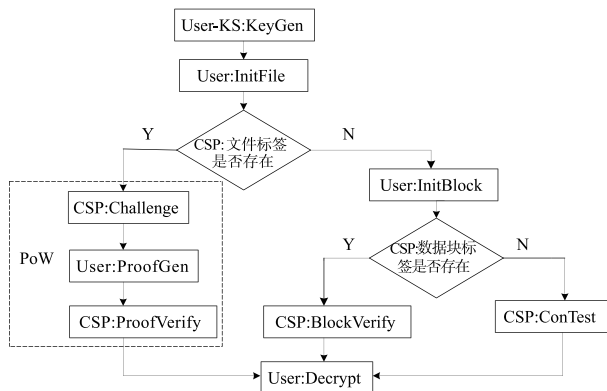 User-KS:KeyGen
User:InitFile
CSP:文件标签
是否存在
Y
N
CSP:Challenge
User:InitBlock
PoW
User:ProofGen
Y
CSP:数据块标
签是否存在
N
CSP:ProofVerify
CSP:BlockVerify
CSP:ConTest
User:Decrypt